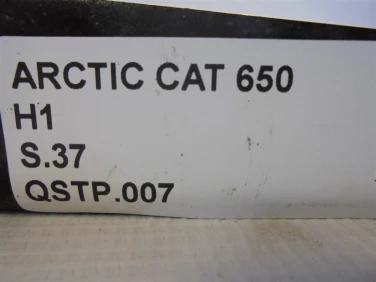 ARCTIC CAT 650
H1
S.37
QSTP.007